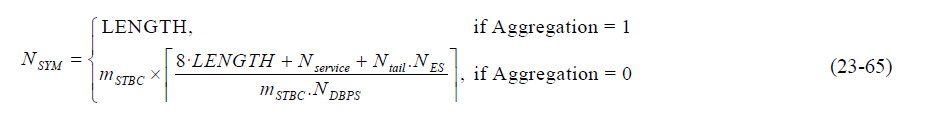 N_SYM = { LENGTH, if Aggregation = 1
m_STBC × ⌈ (8·LENGTH + N_service + N_tail.N_ES) / (m_STBC.N_DBPS) ⌉, if Aggregation = 0 (23-65)